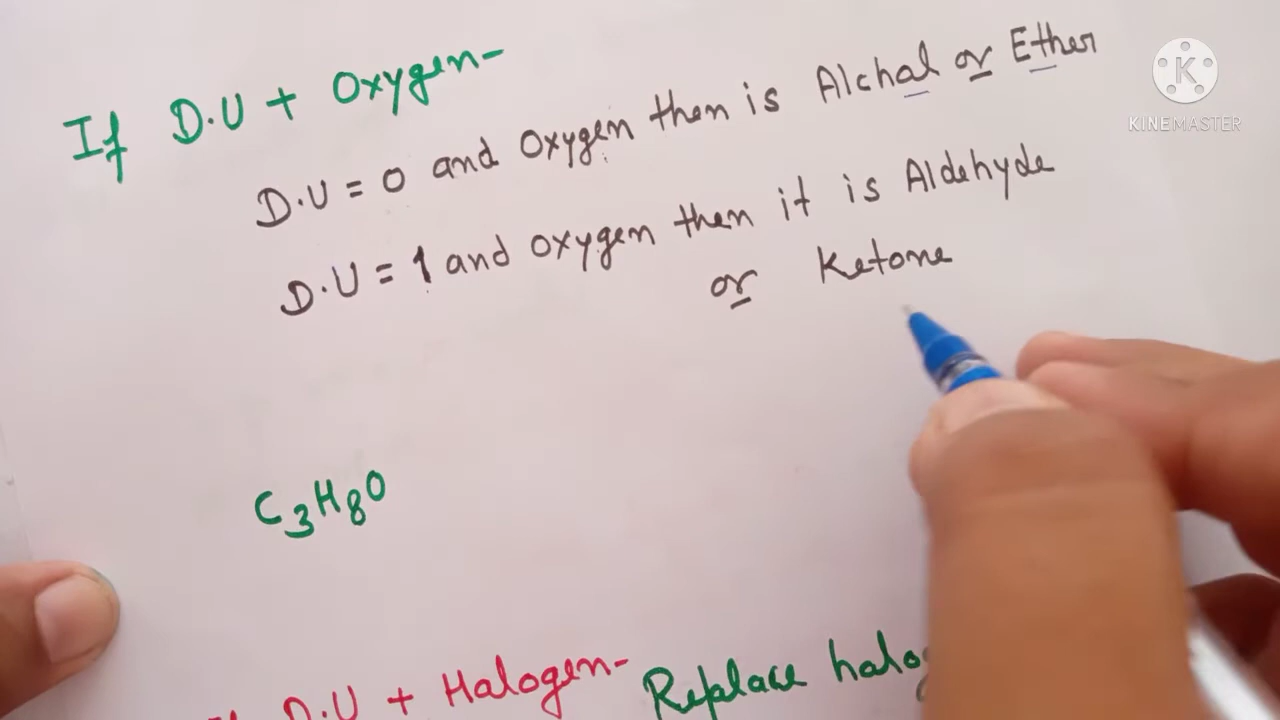 If D.U + Oxygen-
D.U = 0 and Oxygen then is Alchal or Ether
D.U = 1 and oxygen then it is Aldehyde
or Ketone
C3H8O
D.U + Halogen- Replace
K
KINEMASTER